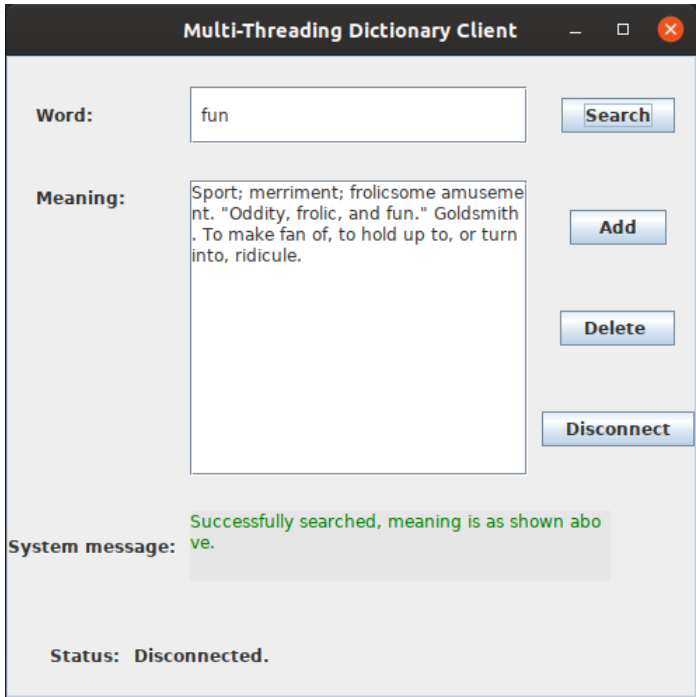 Multi-Threading Dictionary Client
Word:
fun
Search
Meaning:
Sport; merriment; frolicsome amuseme
nt. "Oddity, frolic, and fun." Goldsmith
. To make fan of, to hold up to, or turn
into, ridicule.
Add
Delete
Disconnect
System message:
Successfully searched, meaning is as shown abo
ve.
Status: Disconnected.